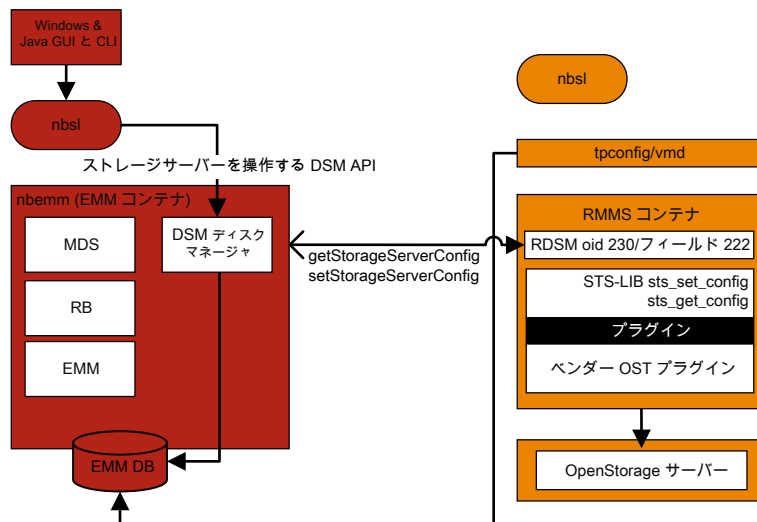 Windows &
Java GUI と CLI
nbsl
nbsl
ストレージサーバーを操作する DSM API
tpconfig/vmd
nbemm (EMM コンテナ)
MDS
DSM ディスク
マネージャ
RB
EMM
EMM DB
getStorageServerConfig
setStorageServerConfig
RMMS コンテナ
RDSM oid 230/フィールド 222
STS-LIB sts_set_config
sts_get_config
プラグイン
ベンダー OST プラグイン
OpenStorage サーバー